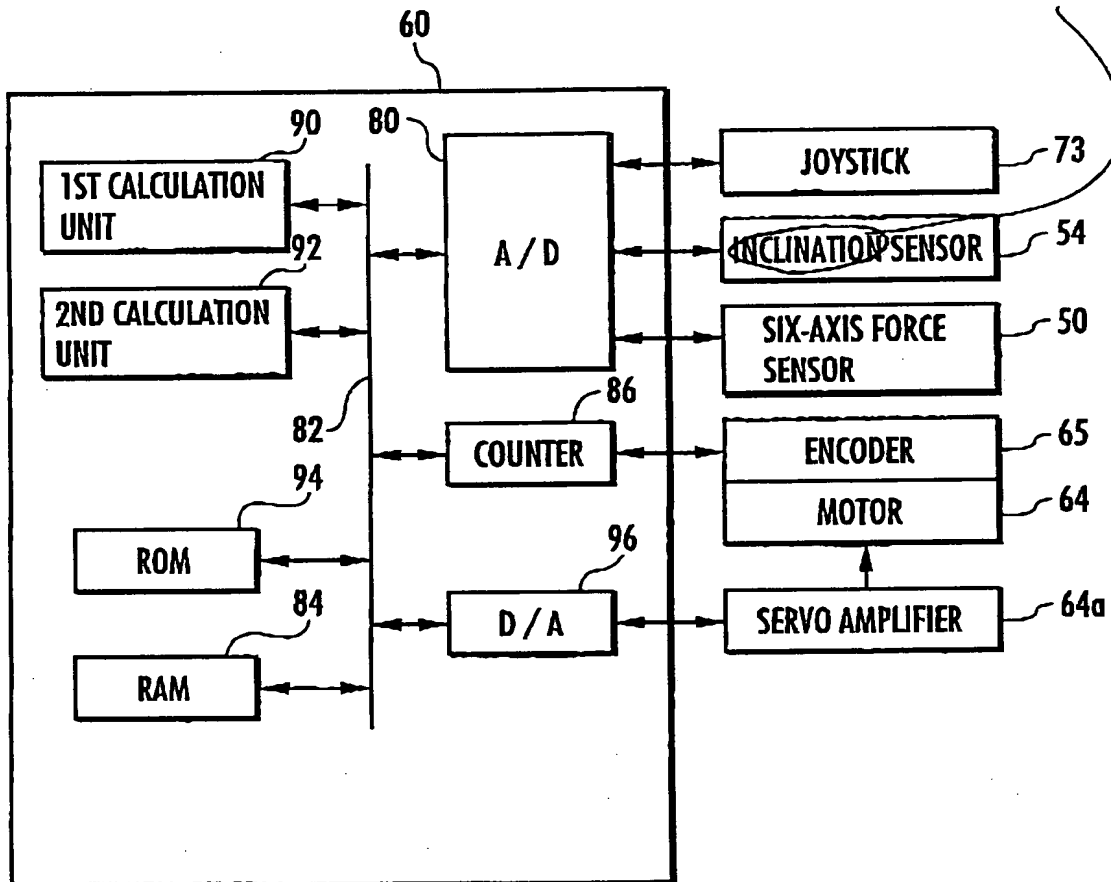 60
90
1ST CALCULATION
UNIT
92
2ND CALCULATION
UNIT
82
94
ROM
84
RAM
80
A/D
86
COUNTER
96
D/A
JOYSTICK
73
INCLINATION SENSOR
54
SIX-AXIS FORCE
SENSOR
50
ENCODER
65
MOTOR
64
SERVO AMPLIFIER
64a